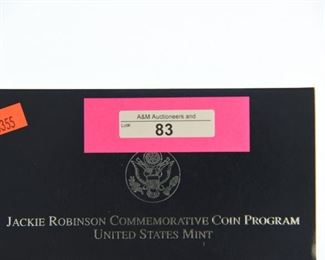 A&M Auctioneers and
Lot#
83
355
JACKIE ROBINSON COMMEMORATIVE COIN PROGRAM
UNITED STATES MINT